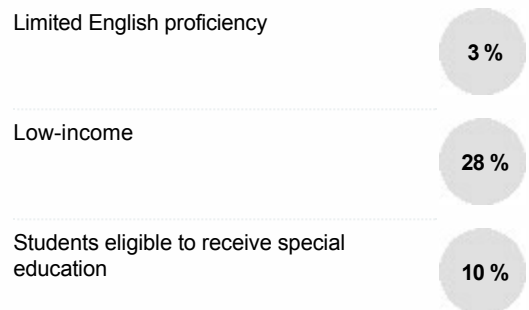 Limited English proficiency
3 %
Low-income
28 %
Students eligible to receive special
education
10 %